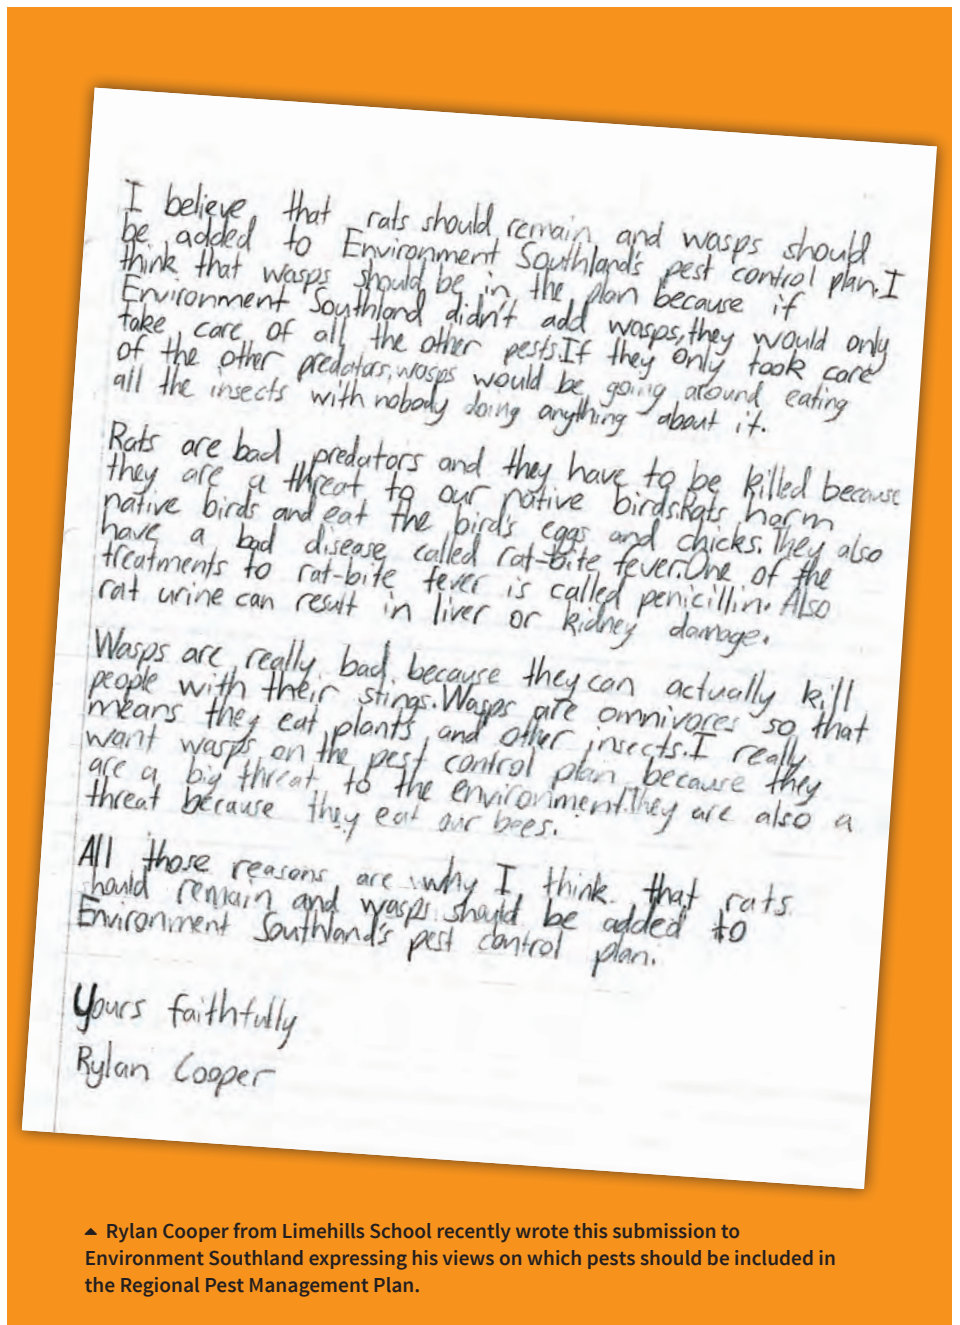 I believe that rats should remain and wasps should
be added to Environment Southland's pest control plan. I
think that wasps should be in the plan because if
Environment Southland didn't add wasps, they would only
take care of all the other pests. If they only took care
of the other predators, wasps would be going around eating
all the insects with nobody doing anything about it.
Rats are bad predators and they have to be killed because
they are a threat to our native birds. Rats harm
native birds and eat the bird's eggs and chicks. They also
have a bad disease called rat-bite fever. One of the
treatments to rat-bite fever is called penicillin. Also
rat urine can result in liver or kidney damage.
Wasps are really bad because they can actually kill
people with their stings. Wasps are omnivores so that
means they eat plants and other insects. I really
want wasps on the pest control plan because they
are a big threat to the environment. They are also a
threat because they eat our bees.
All those reasons are why I think that rats
should remain and wasps should be added to
Environment Southland's pest control plan.
Yours faithfully
Rylan Cooper
Rylan Cooper from Limehills School recently wrote this submission to
Environment Southland expressing his views on which pests should be included in
the Regional Pest Management Plan.